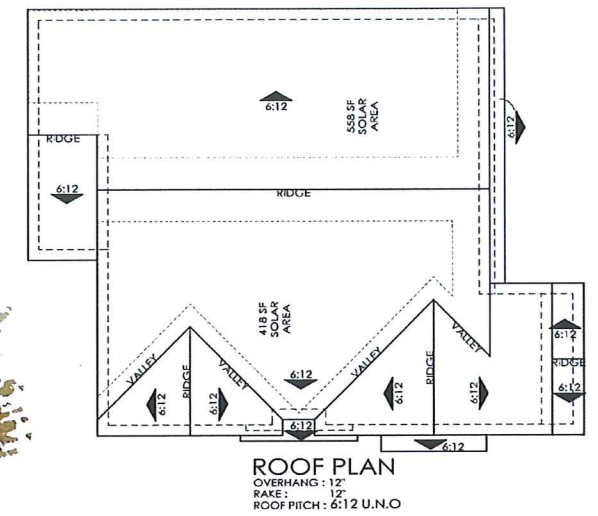 6:12
558 SF
SOLAR
AREA
6:12
RIDGE
6:12
RIDGE
418 SF
SOLAR
AREA
VALLEY
RIDGE
VALLEY
6:12
6:12
6:12
6:12
VALLEY
RIDGE
VALLEY
6:12
6:12
6:12
6:12
RIDGE
6:12
ROOF PLAN
OVERHANG : 12"
RAKE : 12"
ROOF PITCH : 6:12 U.N.O